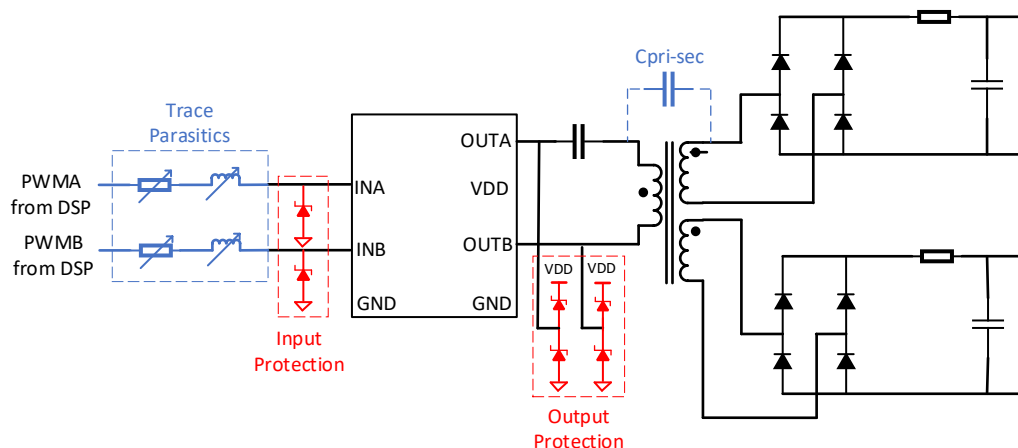 Cpri-sec
Trace
Parasitics
PWMA
from DSP
PWMB
from DSP
INA
INB
GND
OUTA
VDD
OUTB
GND
VDD
VDD
Input
Protection
Output
Protection